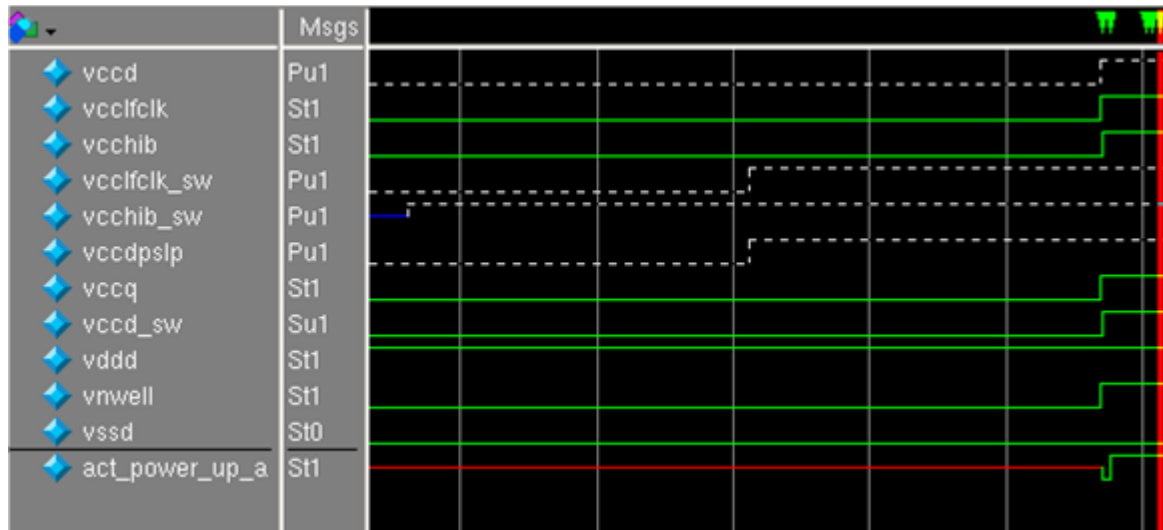 Msgs
vccd Pu1
vcclfclk St1
vcchib St1
vcclfclk_sw Pu1
vcchib_sw Pu1
vccdpslp Pu1
vccq St1
vccd_sw Su1
vddd St1
vnwell St1
vssd St0
act_power_up_a St1